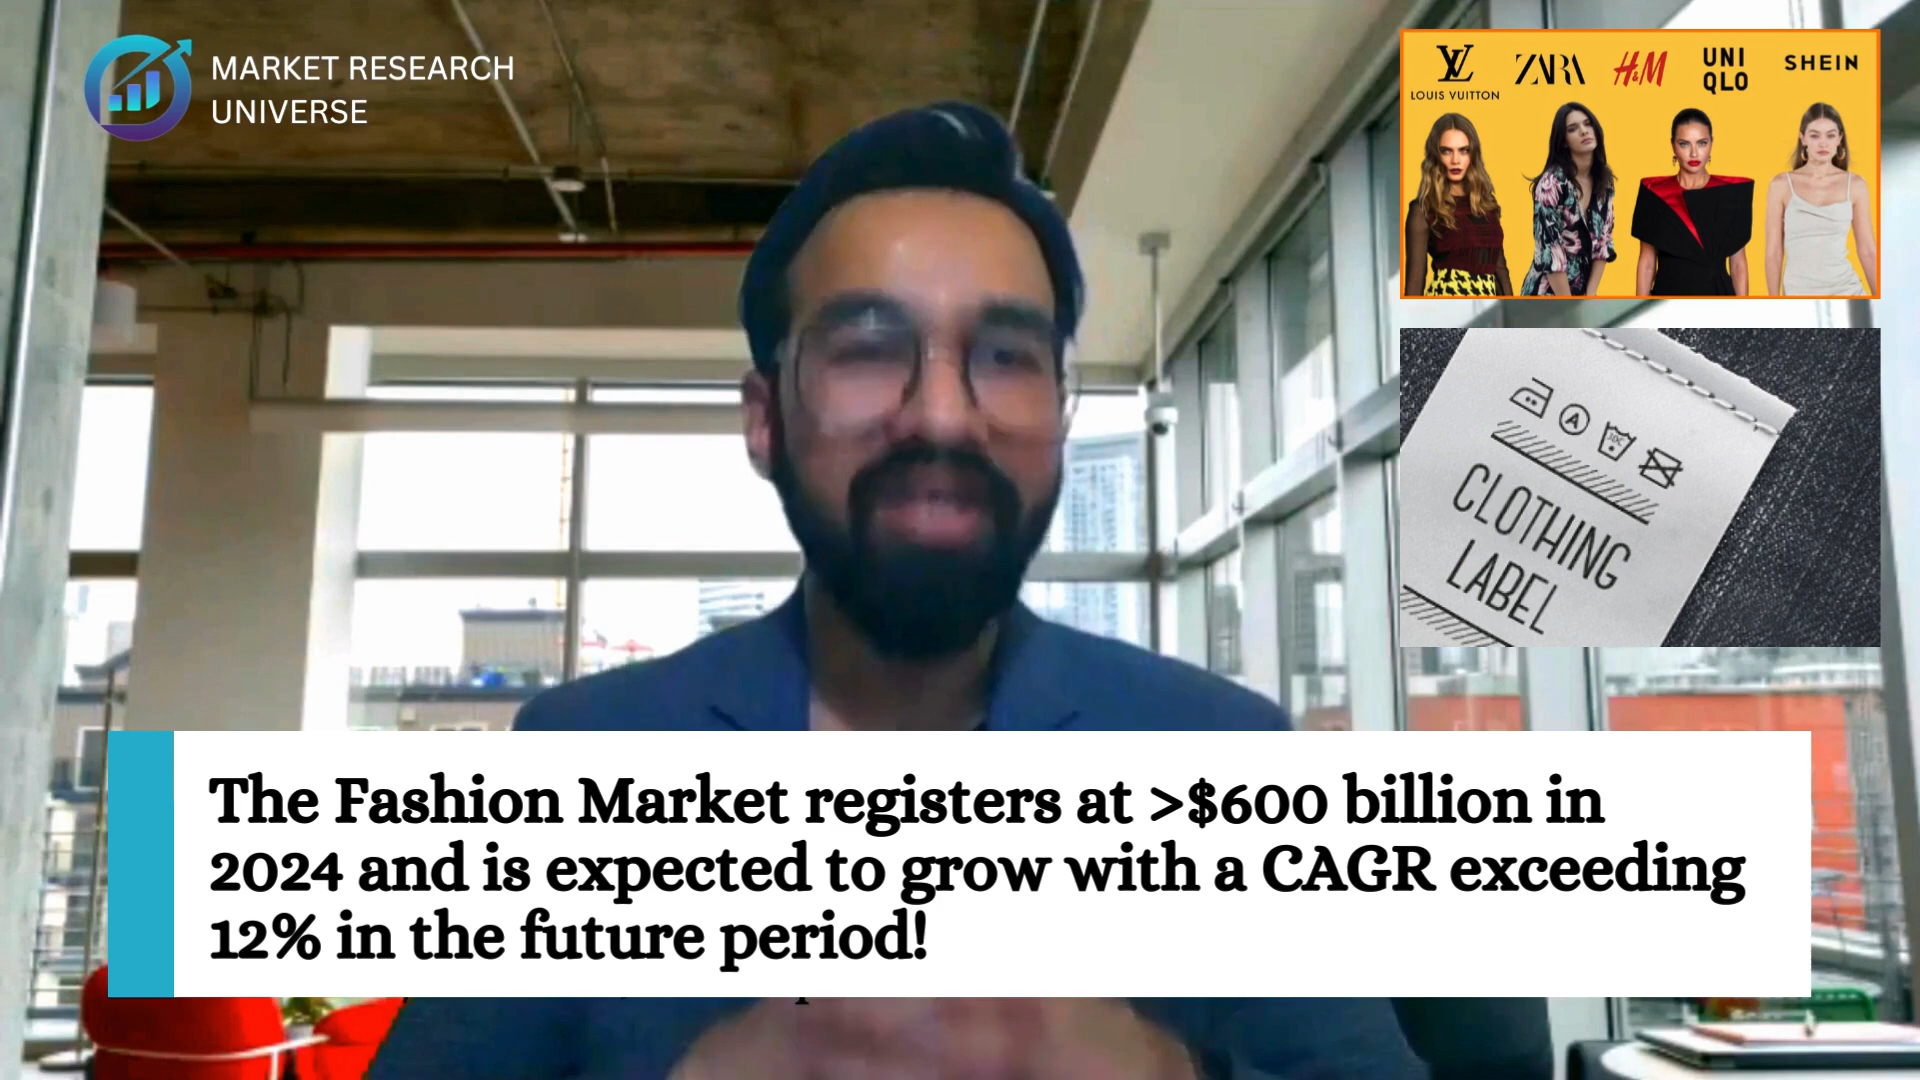 MARKET RESEARCH
UNIVERSE
LOUIS VUITTON
ZARA
H&M
UNI
QLO
SHEIN
A
SDC
CLOTHING
LABEL
The Fashion Market registers at >$600 billion in
2024 and is expected to grow with a CAGR exceeding
12% in the future period!